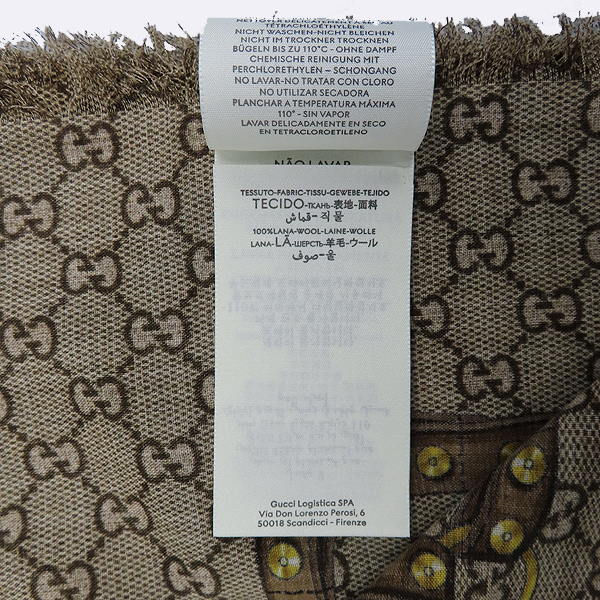 TETRACHLOROETHYLÈNE
NICHT WASCHEN-NICHT BLEICHEN
NICHT IM TROCKNER TROCKNEN
BÜGELN BIS ZU 110°C - OHNE DAMPF
CHEMISCHE REINIGUNG MIT
PERCHLORETHYLEN – SCHONGANG
NO LAVAR-NO TRATAR CON CLORO
NO UTILIZAR SECADORA
PLANCHAR A TEMPERATURA MÁXIMA
110° - SIN VAPOR
LAVAR DELICADAMENTE EN SECO
EN TETRACLOROETILENO
NÃO LAVAR
TESSUTO-FABRIC-TISSU-GEWEBE-TEJIDO
TECIDO-ТКАНЬ-表地-面料
직물-قماش
100%LANA-WOOL-LAINE-WOLLE
LANA-LÃ-ШЕРСТЬ-羊毛-ウール
울-صوف
Gucci Logistica SPA
Via Don Lorenzo Perosi, 6
50018 Scandicci - Firenze